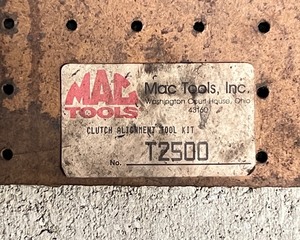 MAC
TOOLS
Mac Tools, Inc.
Washington Court House, Ohio
43160
CLUTCH ALIGNMENT TOOL KIT
No. T2500